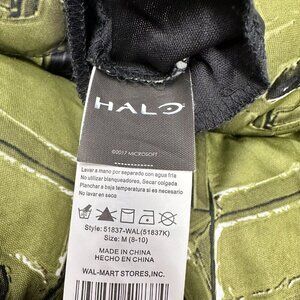 HALO
©2017 MICROSOFT
Lavar a mano por separado con agua fria
No utilizar blanqueadores, Secar colgado
Planchar a baja temperatura si es necesario
No lavar en seco
Style: 51837-WAL(51837K)
Size: M (8-10)
MADE IN CHINA
HECHO EN CHINA
WAL-MART STORES,INC.